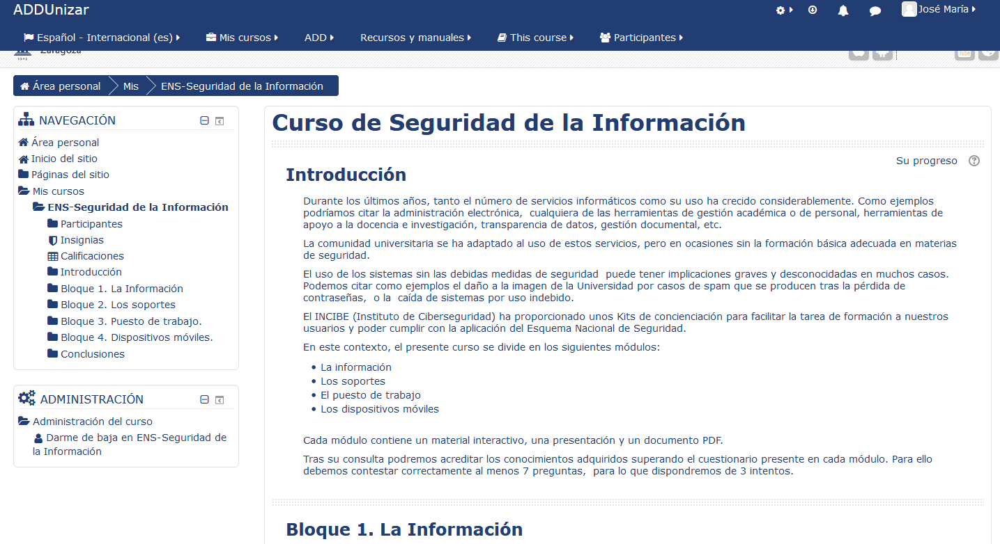 ADDUnizar
José María
Español - Internacional (es)
Mis cursos
ADD
Recursos y manuales
This course
Participantes
Zaragoza
1542
Área personal
Mis
ENS-Seguridad de la Información
NAVEGACIÓN
Área personal
Inicio del sitio
Páginas del sitio
Mis cursos
ENS-Seguridad de la Información
Participantes
Insignias
Calificaciones
Introducción
Bloque 1. La Información
Bloque 2. Los soportes
Bloque 3. Puesto de trabajo.
Bloque 4. Dispositivos móviles.
Conclusiones
ADMINISTRACIÓN
Administración del curso
Darme de baja en ENS-Seguridad de
la Información
Curso de Seguridad de la Información
Su progreso
Introducción
Durante los últimos años, tanto el número de servicios informáticos como su uso ha crecido considerablemente. Como ejemplos
podríamos citar la administración electrónica,  cualquiera de las herramientas de gestión académica o de personal, herramientas de
apoyo a la docencia e investigación, transparencia de datos, gestión documental, etc.
La comunidad universitaria se ha adaptado al uso de estos servicios, pero en ocasiones sin la formación básica adecuada en materias
de seguridad.
El uso de los sistemas sin las debidas medidas de seguridad  puede tener implicaciones graves y desconocidas en muchos casos.
Podemos citar como ejemplos el daño a la imagen de la Universidad por casos de spam que se producen tras la pérdida de
contraseñas,  o la  caída de sistemas por uso indebido.
El INCIBE (Instituto de Ciberseguridad) ha proporcionado unos Kits de concienciación para facilitar la tarea de formación a nuestros
usuarios y poder cumplir con la aplicación del Esquema Nacional de Seguridad.
En este contexto, el presente curso se divide en los siguientes módulos:
• La información
• Los soportes
• El puesto de trabajo
• Los dispositivos móviles
Cada módulo contiene un material interactivo, una presentación y un documento PDF.
Tras su consulta podremos acreditar los conocimientos adquiridos superando el cuestionario presente en cada módulo. Para ello
debemos contestar correctamente al menos 7 preguntas,  para lo que dispondremos de 3 intentos.
Bloque 1. La Información